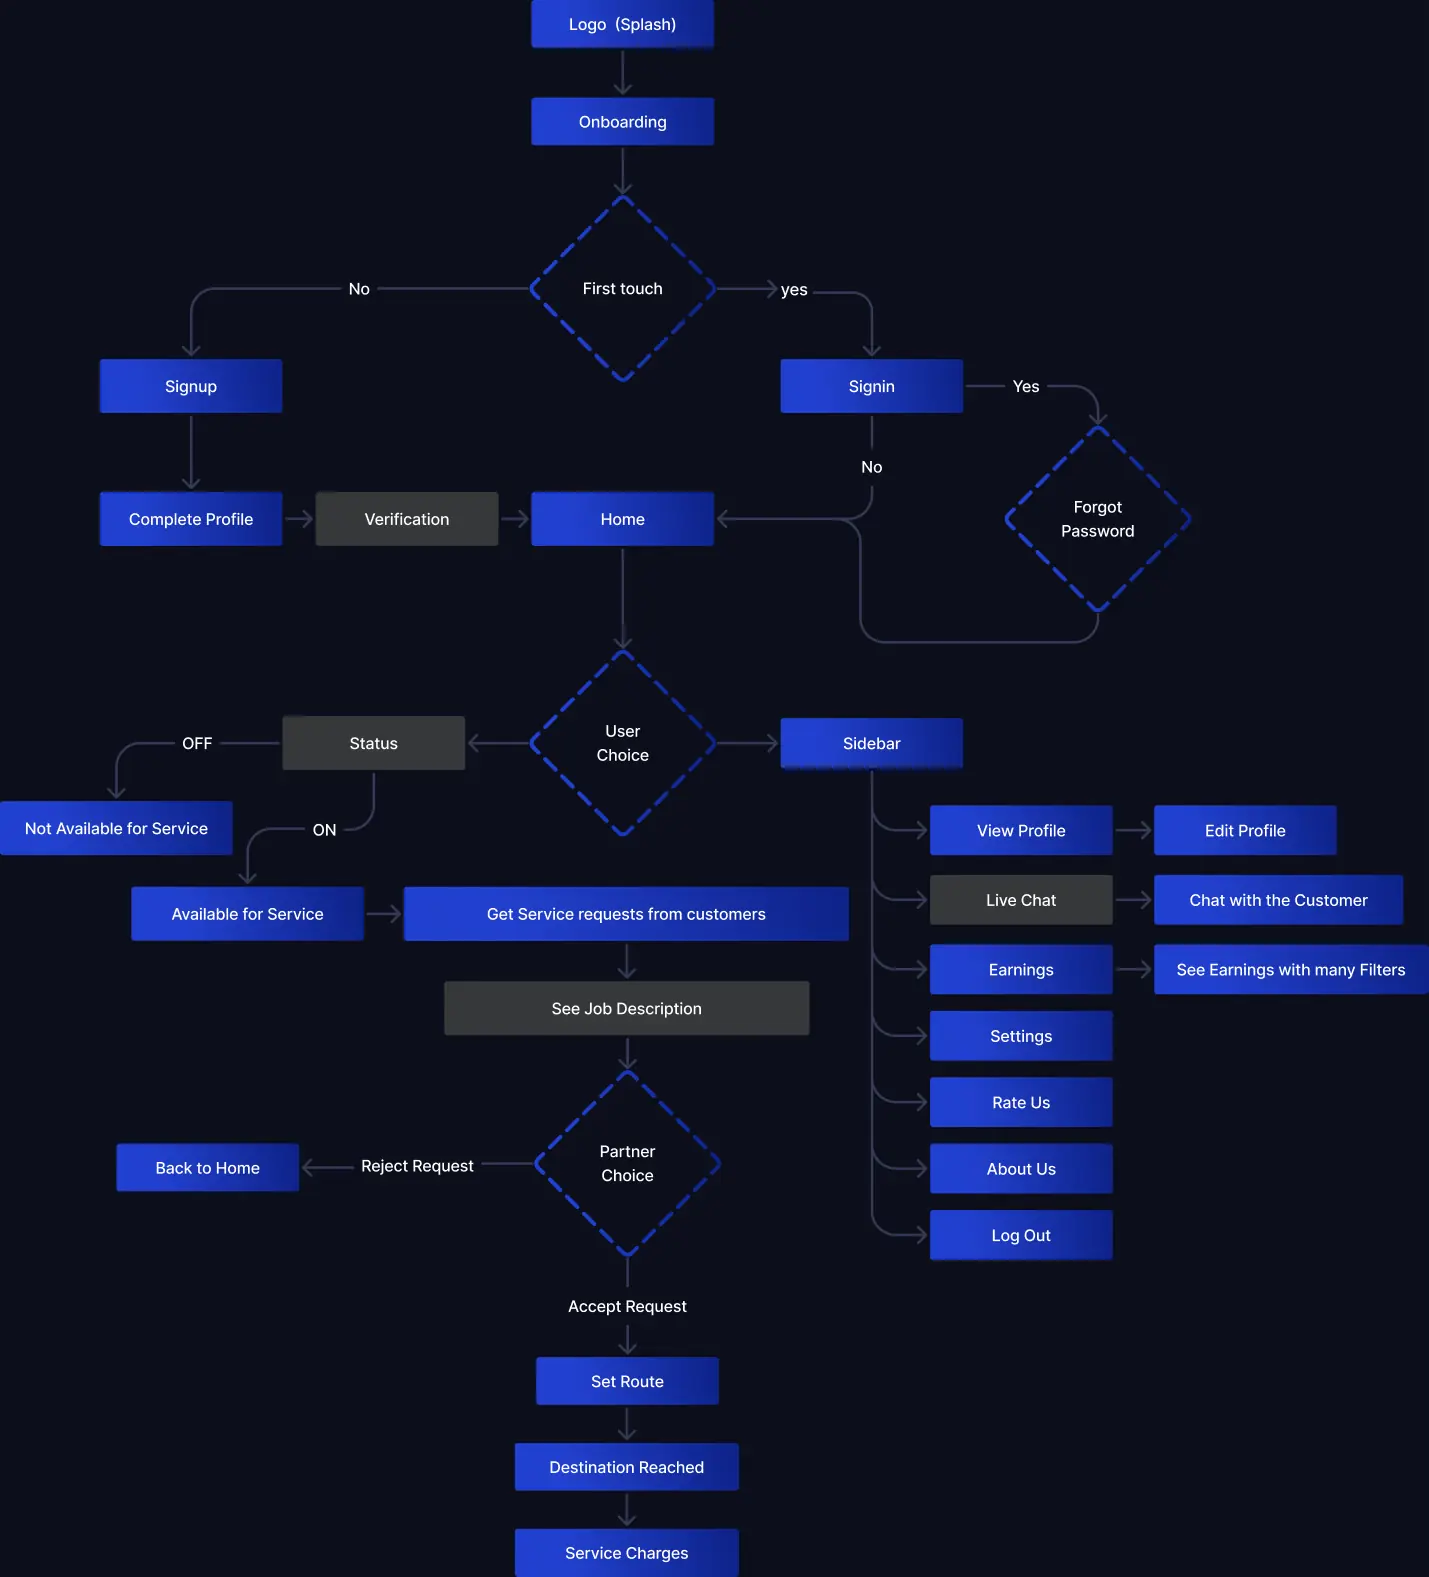 Logo (Splash)
Onboarding
First touch
No
yes
Signup
Signin
Yes
No
Forgot
Password
Complete Profile
Verification
Home
User
Choice
Status
OFF
Sidebar
Not Available for Service
ON
View Profile
Edit Profile
Available for Service
Get Service requests from customers
Live Chat
Chat with the Customer
Earnings
See Earnings with many Filters
See Job Description
Settings
Rate Us
Partner
Choice
Reject Request
Back to Home
About Us
Log Out
Accept Request
Set Route
Destination Reached
Service Charges